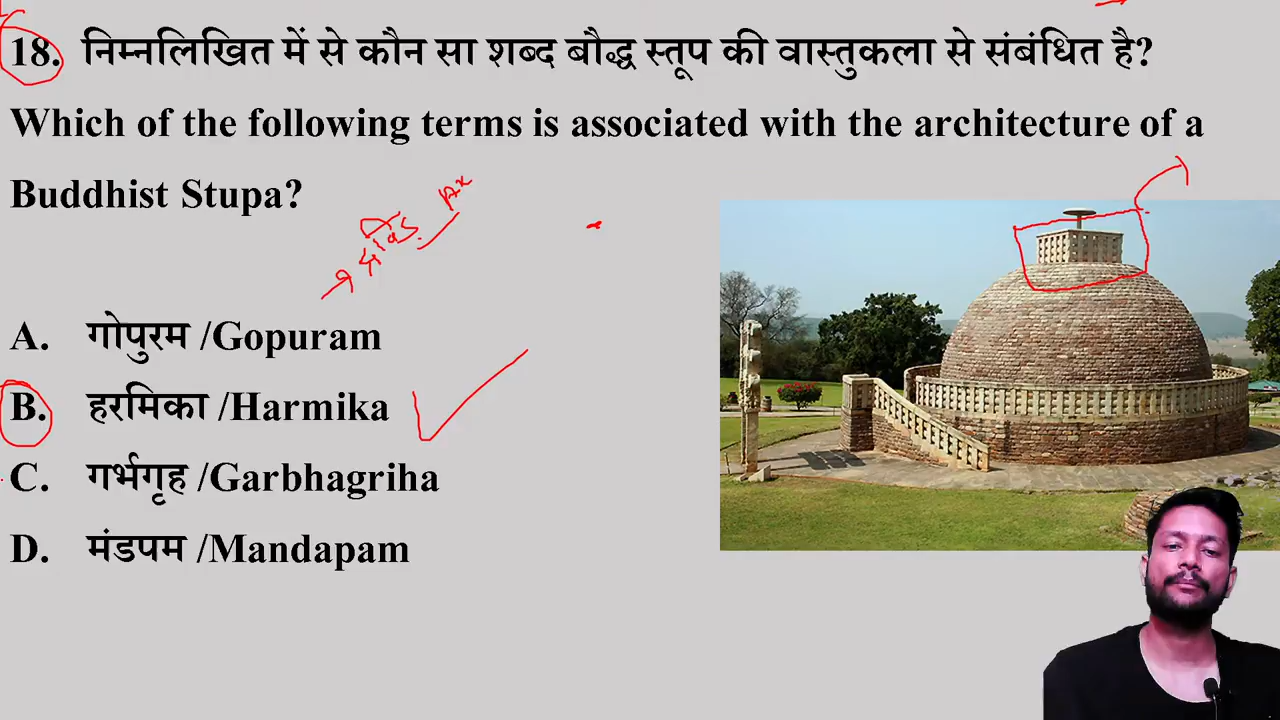 18. निम्नलिखित में से कौन सा शब्द बौद्ध स्तूप की वास्तुकला से संबंधित है?
Which of the following terms is associated with the architecture of a
Buddhist Stupa?
A. गोपुरम /Gopuram
B. हरमिका /Harmika
C. गर्भगृह /Garbhagriha
D. मंडपम /Mandapam